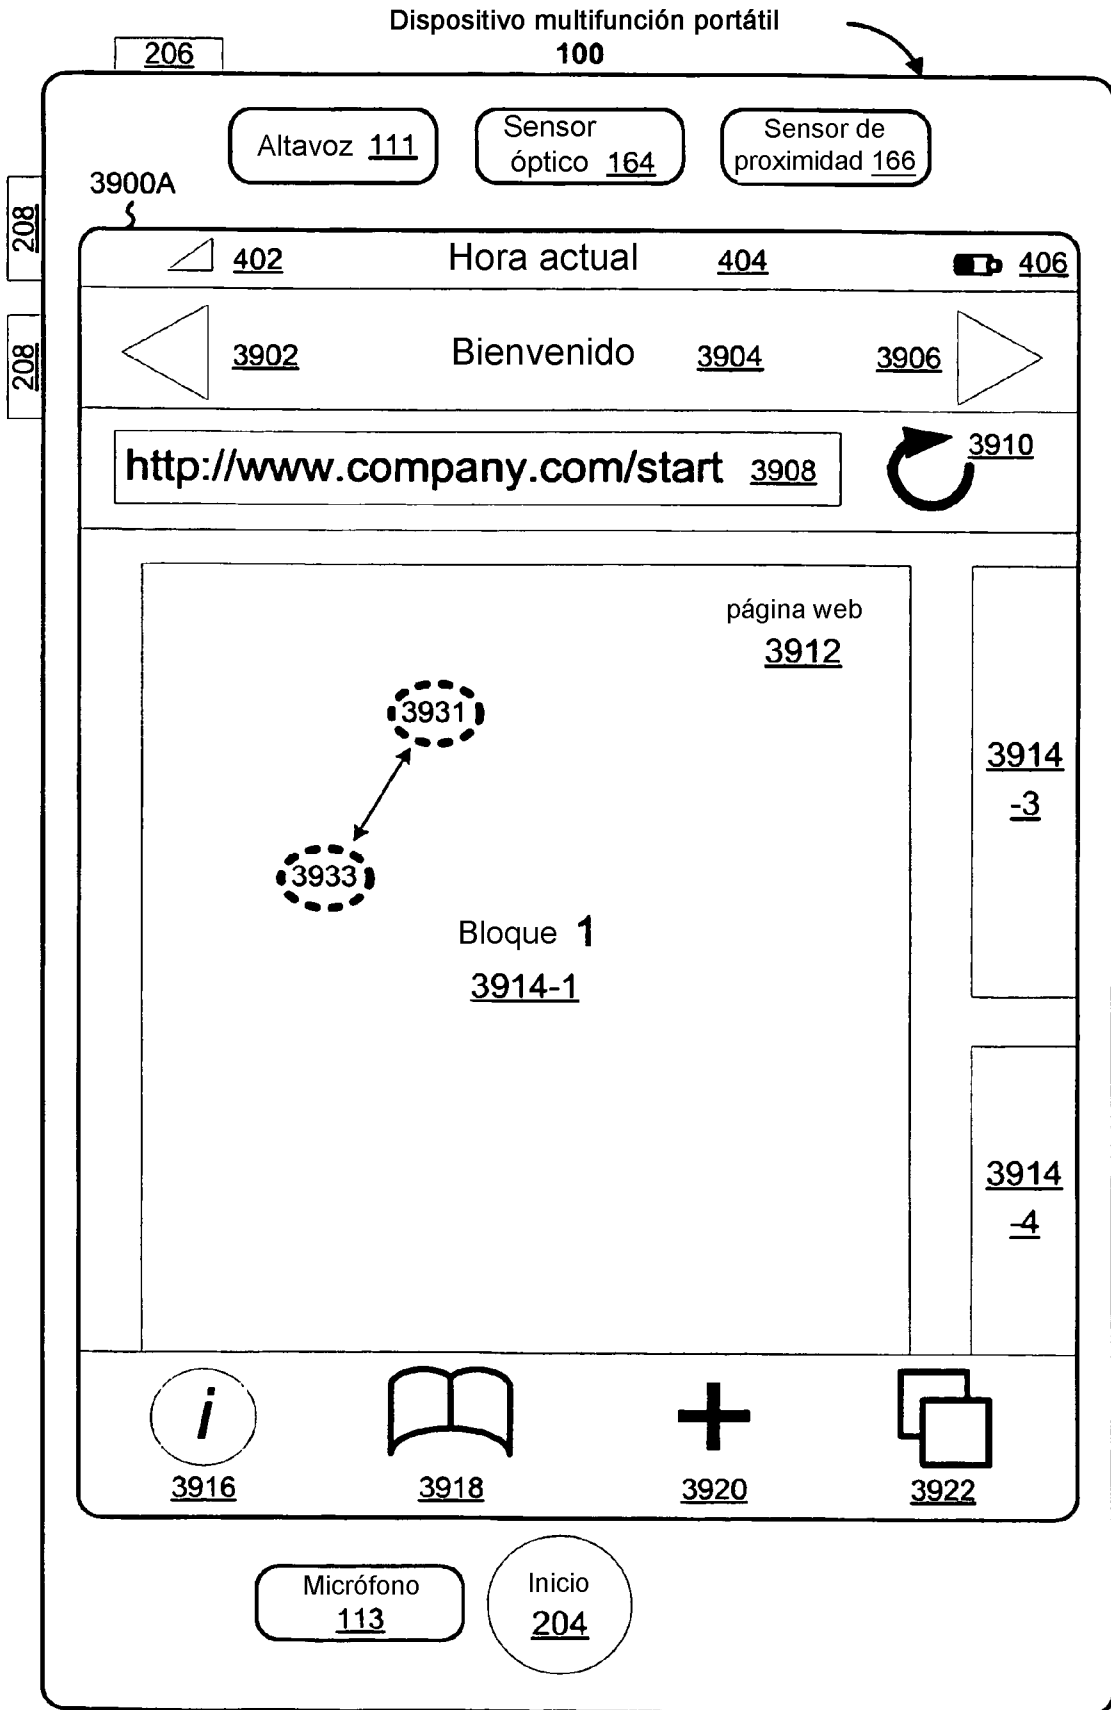 Dispositivo multifunción portátil
100
206
Altavoz 111
Sensor óptico 164
Sensor de proximidad 166
3900A
208
208
402
Hora actual 404
406
3902
Bienvenido 3904
3906
http://www.company.com/start 3908
3910
página web
3912
3931
3933
Bloque 1
3914-1
3914
-3
3914
-4
i
3916
3918
3920
3922
Micrófono
113
Inicio
204